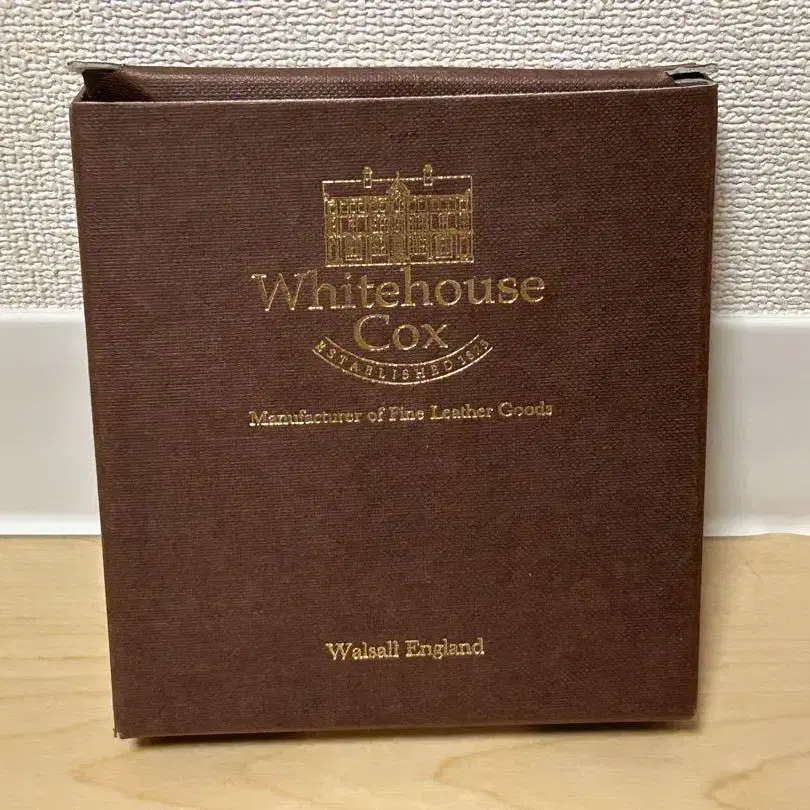 Whitehouse
Cox
ESTABLISHED 1875
Manufacturer of Fine Leather Goods
Walsall England